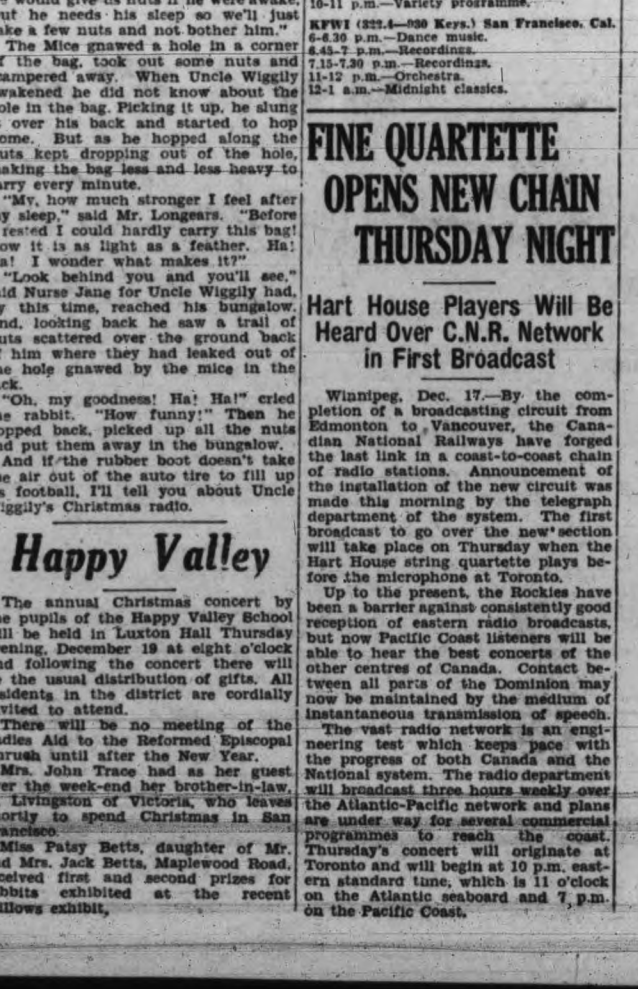 he needs his sleep so we'll just
ke a few nuts and not bother him."
The Mice gnawed a hole in a corner
the bag, took out some nuts and
ampered away. When Uncle Wiggily
wakened he did not know about the
ole in the bag. Picking it up, he slung
over his back and started to hop
ome. But as he hopped along the
uts kept dropping out of the hole,
aking the bag less and less heavy to
arry every minute.
"My, how much stronger I feel after
y sleep," said Mr. Longears. "Before
rested I could hardly carry this bag!
ow it is as light as a feather. Ha!
a! I wonder what makes it?"
"Look behind you and you'll see,"
id Nurse Jane for Uncle Wiggily had,
y this time, reached his bungalow.
nd, looking back he saw a trail of
uts scattered over the ground back
him where they had leaked out of
he hole gnawed by the mice in the
ck.
"Oh, my goodness! Ha! Ha!" cried
e rabbit. "How funny!" Then he
opped back, picked up all the nuts
nd put them away in the bungalow.
And if the rubber boot doesn't take
e air out of the auto tire to fill up
s football, I'll tell you about Uncle
iggily's Christmas radio.
Happy Valley
The annual Christmas concert by
e pupils of the Happy Valley School
ill be held in Luxton Hall Thursday
ening, December 19 at eight o'clock
nd following the concert there will
the usual distribution of gifts. All
sidents in the district are cordially
vited to attend.
There will be no meeting of the
adies Aid to the Reformed Episcopal
hrush until after the New Year.
Mrs. John Trace had as her guest
er the week-end her brother-in-law,
Livingston of Victoria, who leaves
ortly to spend Christmas in San
ancisco.
Miss Patsy Betts, daughter of Mr.
d Mrs. Jack Betts, Maplewood Road,
ceived first and second prizes for
bbits exhibited at the recent
llows exhibit,
10-11 p.m.—Variety programme.
KFWI (322.4—930 Keys.) San Francisco, Cal.
6-6.30 p.m.—Dance music.
6.45-7 p.m.—Recordings.
7.15-7.30 p.m.—Recordings.
11-12 p.m.—Orchestra.
12-1 a.m.—Midnight classics.
FINE QUARTETTE
OPENS NEW CHAIN
THURSDAY NIGHT
Hart House Players Will Be
Heard Over C.N.R. Network
in First Broadcast
Winnipeg, Dec. 17.—By the com-
pletion of a broadcasting circuit from
Edmonton to Vancouver, the Cana-
dian National Railways have forged
the last link in a coast-to-coast chain
of radio stations. Announcement of
the installation of the new circuit was
made this morning by the telegraph
department of the system. The first
broadcast to go over the new section
will take place on Thursday when the
Hart House string quartette plays be-
fore the microphone at Toronto.
Up to the present, the Rockies have
been a barrier against consistently good
reception of eastern radio broadcasts,
but now Pacific Coast listeners will be
able to hear the best concerts of the
other centres of Canada. Contact be-
tween all parts of the Dominion may
now be maintained by the medium of
instantaneous transmission of speech.
The vast radio network is an engi-
neering test which keeps pace with
the progress of both Canada and the
National system. The radio department
will broadcast three hours weekly over
the Atlantic-Pacific network and plans
are under way for several commercial
programmes to reach the coast.
Thursday's concert will originate at
Toronto and will begin at 10 p.m. east-
ern standard time, which is 11 o'clock
on the Atlantic seaboard and 7 p.m.
on the Pacific Coast.